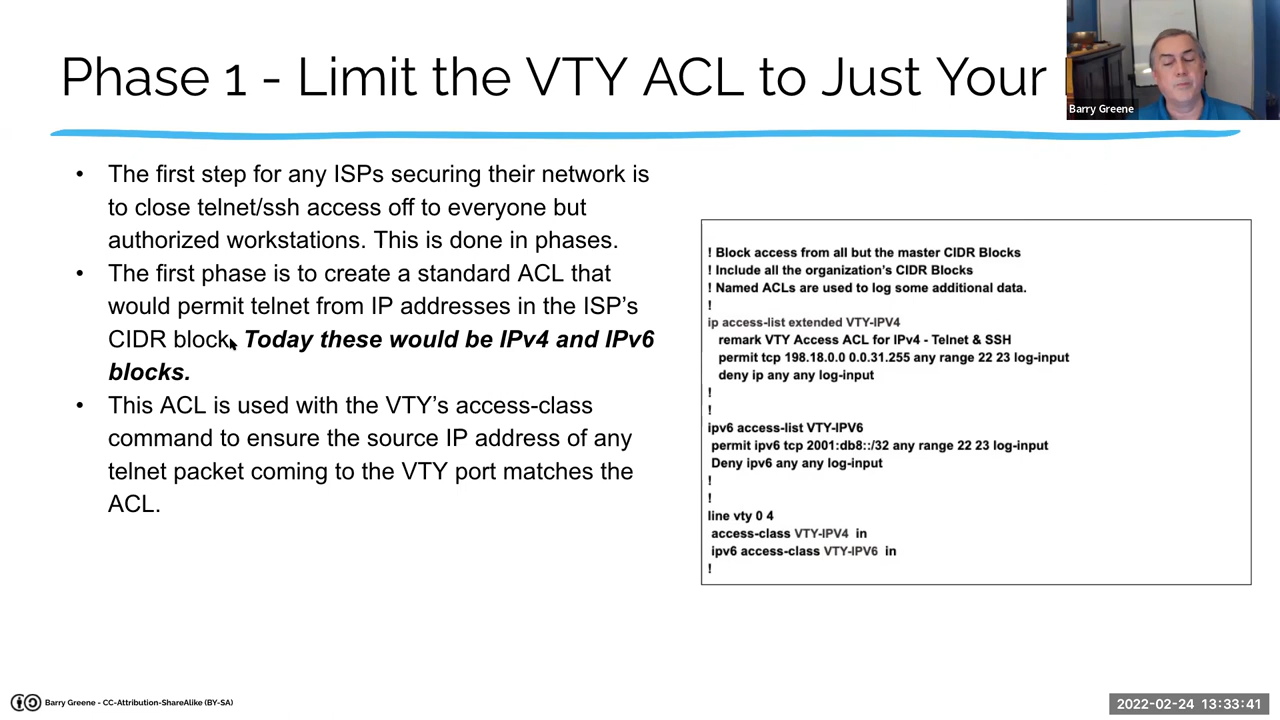 Phase 1 - Limit the VTY ACL to Just Your
Barry Greene
• The first step for any ISPs securing their network is
to close telnet/ssh access off to everyone but
authorized workstations. This is done in phases.
• The first phase is to create a standard ACL that
would permit telnet from IP addresses in the ISP’s
CIDR block. Today these would be IPv4 and IPv6
blocks.
• This ACL is used with the VTY’s access-class
command to ensure the source IP address of any
telnet packet coming to the VTY port matches the
ACL.
! Block access from all but the master CIDR Blocks
! Include all the organization’s CIDR Blocks
! Named ACLs are used to log some additional data.
!
ip access-list extended VTY-IPV4
remark VTY Access ACL for IPv4 - Telnet & SSH
permit tcp 198.18.0.0 0.0.31.255 any range 22 23 log-input
deny ip any any log-input
!
!
ipv6 access-list VTY-IPV6
permit ipv6 tcp 2001:db8::/32 any range 22 23 log-input
Deny ipv6 any any log-input
!
!
line vty 0 4
access-class VTY-IPV4 in
ipv6 access-class VTY-IPV6 in
!
Barry Greene - CC-Attribution-ShareAlike (BY-SA)
2022-02-24 13:33:41